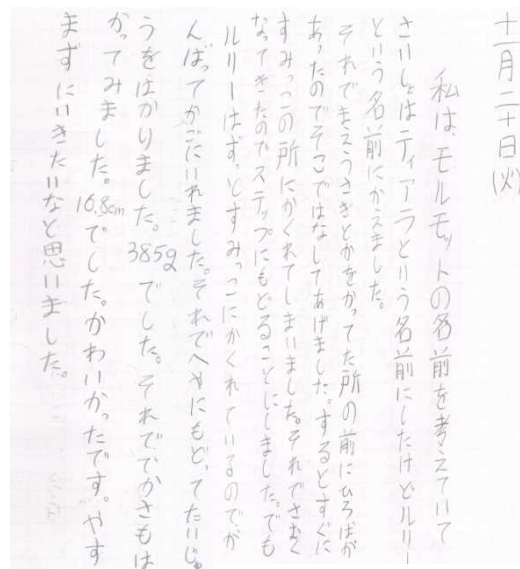 十一月二十日(火)
私は、モルモットの名前を考えていて
さいしょはティアラという名前にしたけどルリー
という名前にかえました。
それでまえうさぎとかをかってた所の前にひろばが
あったのでそこではなしてあげました。するとすぐに
すみっこの所にかくれてしまいました。それでさむく
なってきたのでステップにもどることにしました。でも
ルリーはずっとすみっこにかくれているのでが
んばってかごにいれました。それでへやにもどってたいじゅ
うをはかりました。385gでした。それででかさもは
かってみました。16.8cmでした。かわいかったです。やす
まずにいきたいなと思いました。